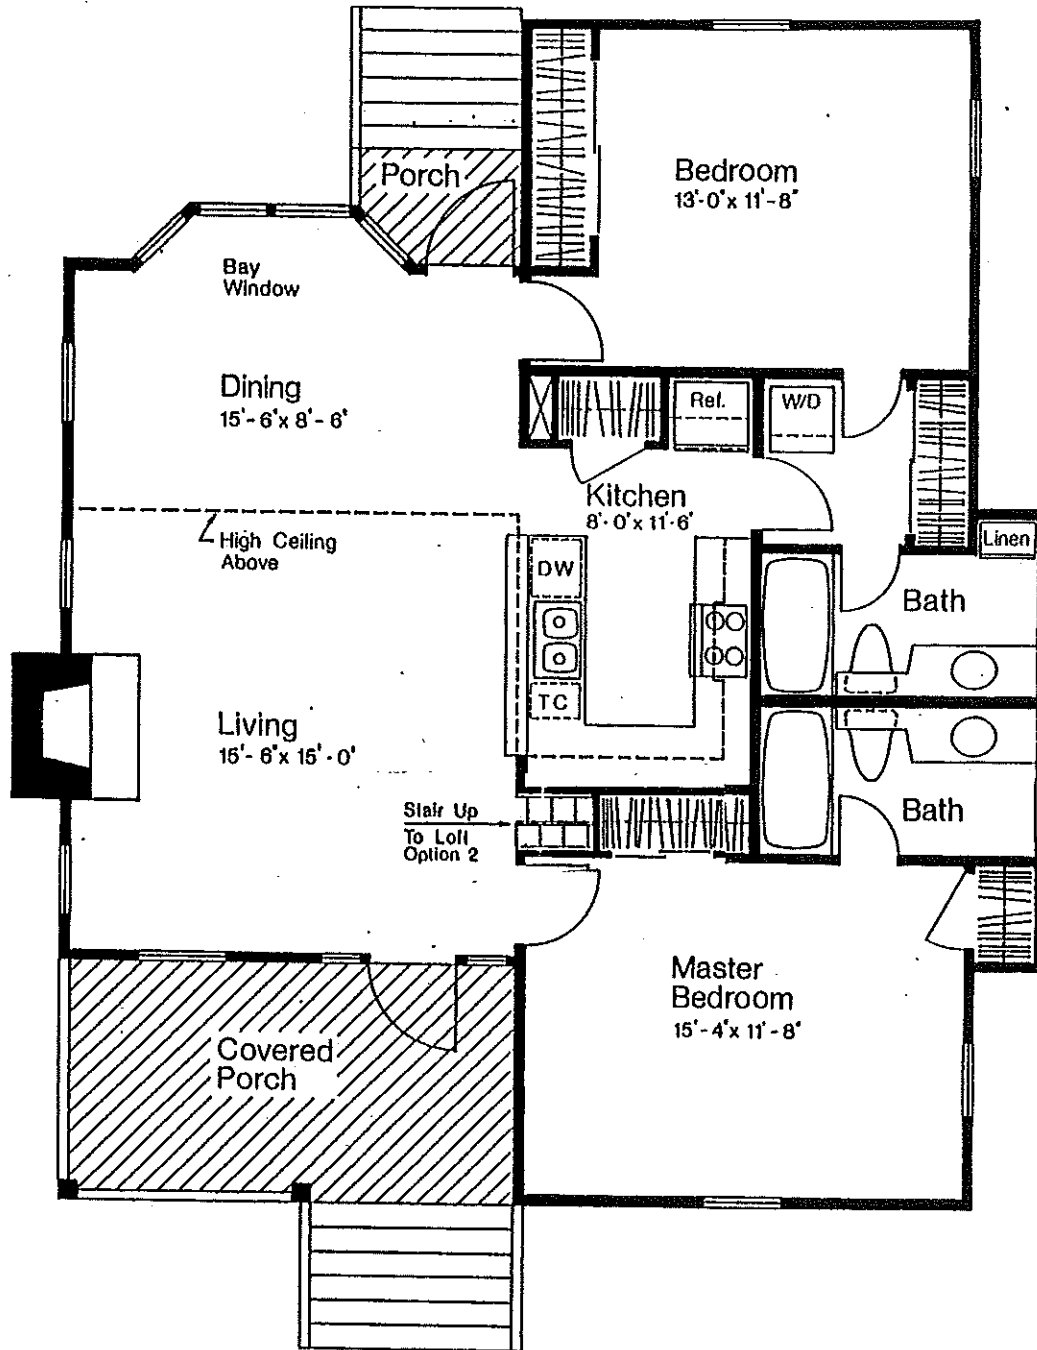 Porch
Bedroom
13'-0" x 11'-8"
Bay
Window
Dining
15'-6" x 8'-6"
Ref.
W/D
Kitchen
8'-0" x 11'-6"
High Ceiling
Above
DW
Linen
Bath
TC
Living
15'-6" x 15'-0"
Stair Up
To Loft
Option 2
Bath
Master
Bedroom
15'-4" x 11'-8"
Covered
Porch